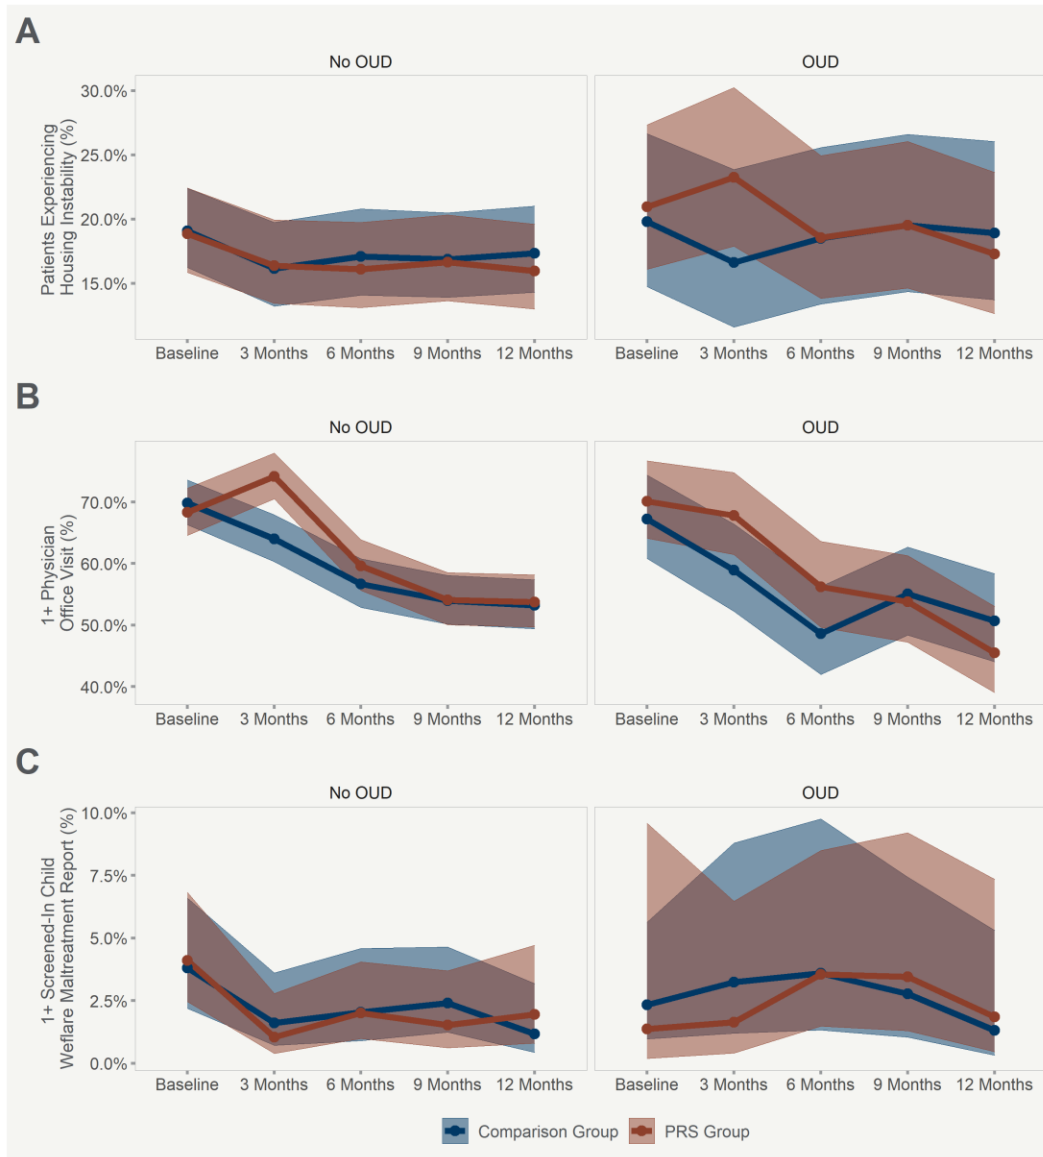 A
No OUD
OUD
Patients Experiencing
Housing Instability (%)
30.0%
25.0%
20.0%
15.0%
Baseline 3 Months 6 Months 9 Months 12 Months
Baseline 3 Months 6 Months 9 Months 12 Months
B
No OUD
OUD
1+ Physician
Office Visit (%)
70.0%
60.0%
50.0%
40.0%
Baseline 3 Months 6 Months 9 Months 12 Months
Baseline 3 Months 6 Months 9 Months 12 Months
C
No OUD
OUD
1+ Screened-In Child
Weflare Maltreatment Report (%)
10.0%
7.5%
5.0%
2.5%
0.0%
Baseline 3 Months 6 Months 9 Months 12 Months
Baseline 3 Months 6 Months 9 Months 12 Months
Comparison Group PRS Group